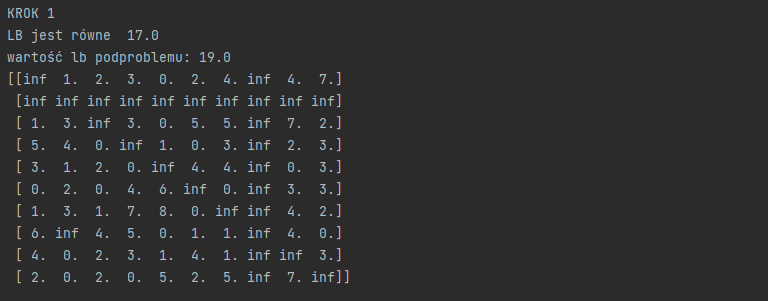 KROK 1
LB jest równe  17.0
wartość lb podproblemu: 19.0
[[inf  1.  2.  3.  0.  2.  4. inf  4.  7.]
 [inf inf inf inf inf inf inf inf inf inf]
 [ 1.  3. inf  3.  0.  5.  5. inf  7.  2.]
 [ 5.  4.  0. inf  1.  0.  3. inf  2.  3.]
 [ 3.  1.  2.  0. inf  4.  4. inf  0.  3.]
 [ 0.  2.  0.  4.  6. inf  0. inf  3.  3.]
 [ 1.  3.  1.  7.  8.  0. inf inf  4.  2.]
 [ 6. inf  4.  5.  0.  1.  1. inf  4.  0.]
 [ 4.  0.  2.  3.  1.  4.  1. inf inf  3.]
 [ 2.  0.  2.  0.  5.  2.  5. inf  7. inf]]